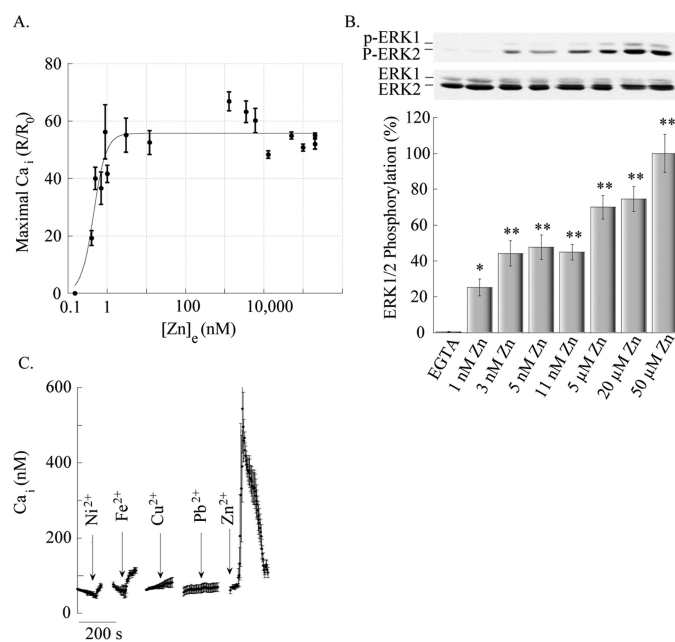 A.
80
60
40
20
0
Maximal Ca i (R/R0)
0.1
1
100
10,000
[Zn]e (nM)
B.
p-ERK1
P-ERK2
ERK1
ERK2
120
100
80
60
40
20
0
ERK1/2 Phosphorylation (%)
*
**
**
**
**
**
**
EGTA
1 nM Zn
3 nM Zn
5 nM Zn
11 nM Zn
5 µM Zn
20 µM Zn
50 µM Zn
C.
600
400
200
0
Ca i (nM)
Ni2+
Fe2+
Cu2+
Pb2+
Zn2+
200 s